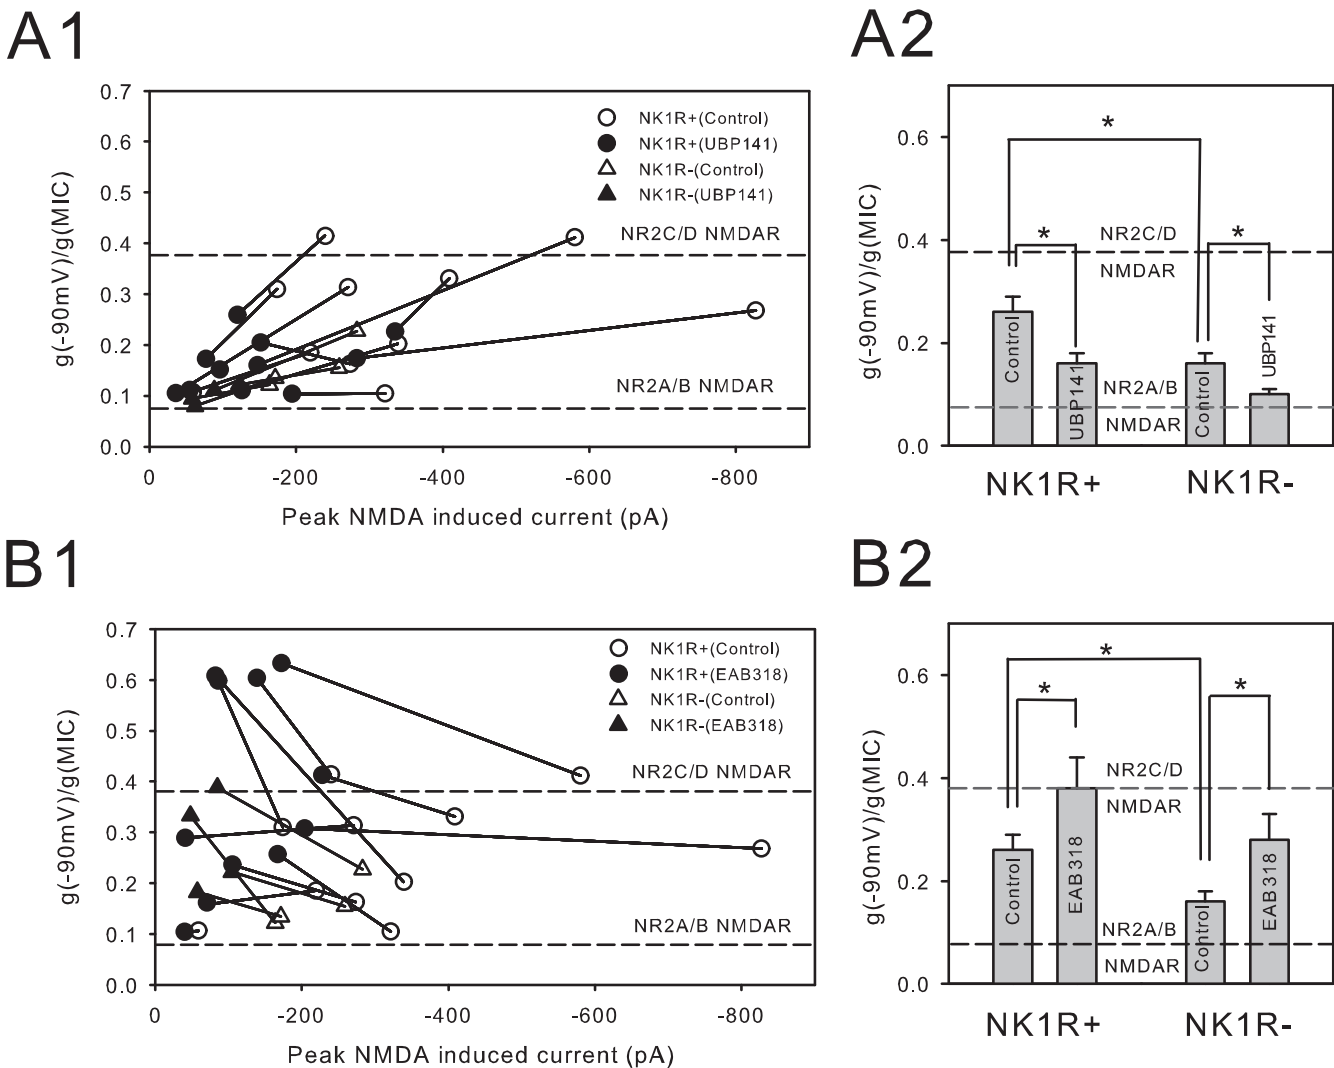 A1
0.7
0.6
0.5
0.4
0.3
0.2
0.1
0.0
g(-90mV)/g(MIC)
NK1R+(Control)
NK1R+(UBP141)
NK1R-(Control)
NK1R-(UBP141)
NR2C/D NMDAR
NR2A/B NMDAR
0 -200 -400 -600 -800
Peak NMDA induced current (pA)
A2
0.6
0.4
0.2
0.0
g(-90mV)/g(MIC)
*
* *
NR2C/D
NMDAR
NR2A/B
NMDAR
Control
UBP141
Control
UBP141
NK1R+ NK1R-
B1
0.7
0.6
0.5
0.4
0.3
0.2
0.1
0.0
g(-90mV)/g(MIC)
NK1R+(Control)
NK1R+(EAB318)
NK1R-(Control)
NK1R-(EAB318)
NR2C/D NMDAR
NR2A/B NMDAR
0 -200 -400 -600 -800
Peak NMDA induced current (pA)
B2
0.6
0.4
0.2
0.0
g(-90mV)/g(MIC)
*
* *
NR2C/D
NMDAR
NR2A/B
NMDAR
Control
EAB318
Control
EAB318
NK1R+ NK1R-